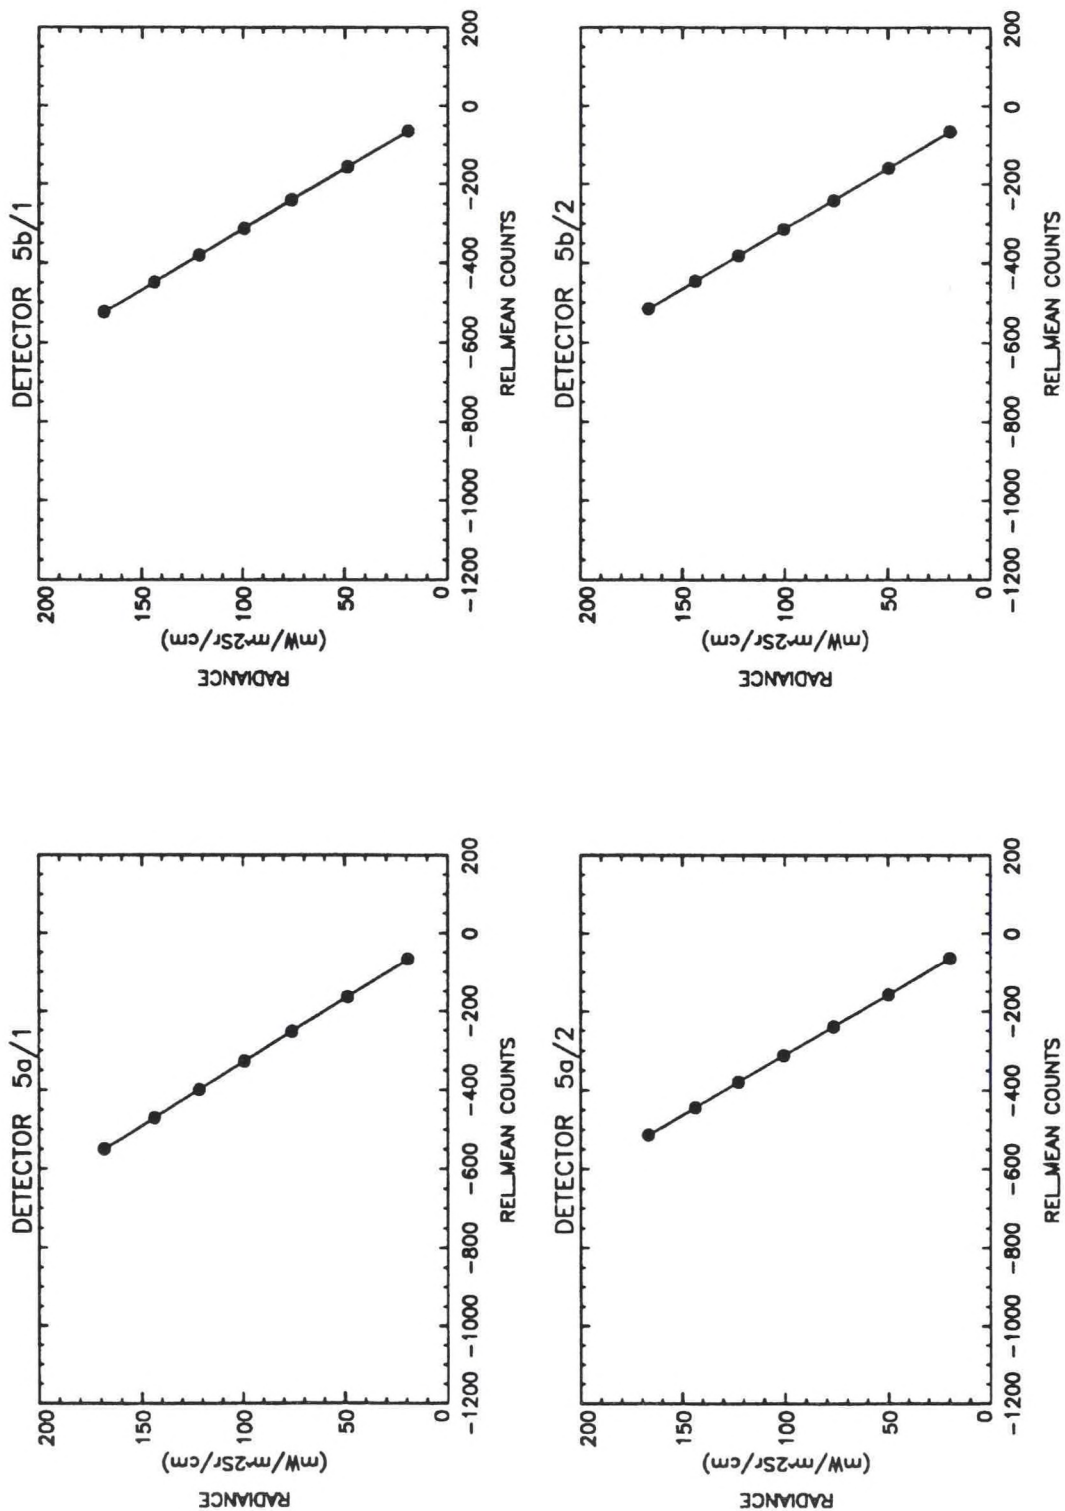 DETECTOR 5a/1
200
150
100
50
0
RADIANCE
(mW/m^2Sr/cm)
-1200 -1000 -800 -600 -400 -200 0 200
REL_MEAN COUNTS
DETECTOR 5b/1
200
150
100
50
0
RADIANCE
(mW/m^2Sr/cm)
-1200 -1000 -800 -600 -400 -200 0 200
REL_MEAN COUNTS
DETECTOR 5a/2
200
150
100
50
0
RADIANCE
(mW/m^2Sr/cm)
-1200 -1000 -800 -600 -400 -200 0 200
REL_MEAN COUNTS
DETECTOR 5b/2
200
150
100
50
0
RADIANCE
(mW/m^2Sr/cm)
-1200 -1000 -800 -600 -400 -200 0 200
REL_MEAN COUNTS